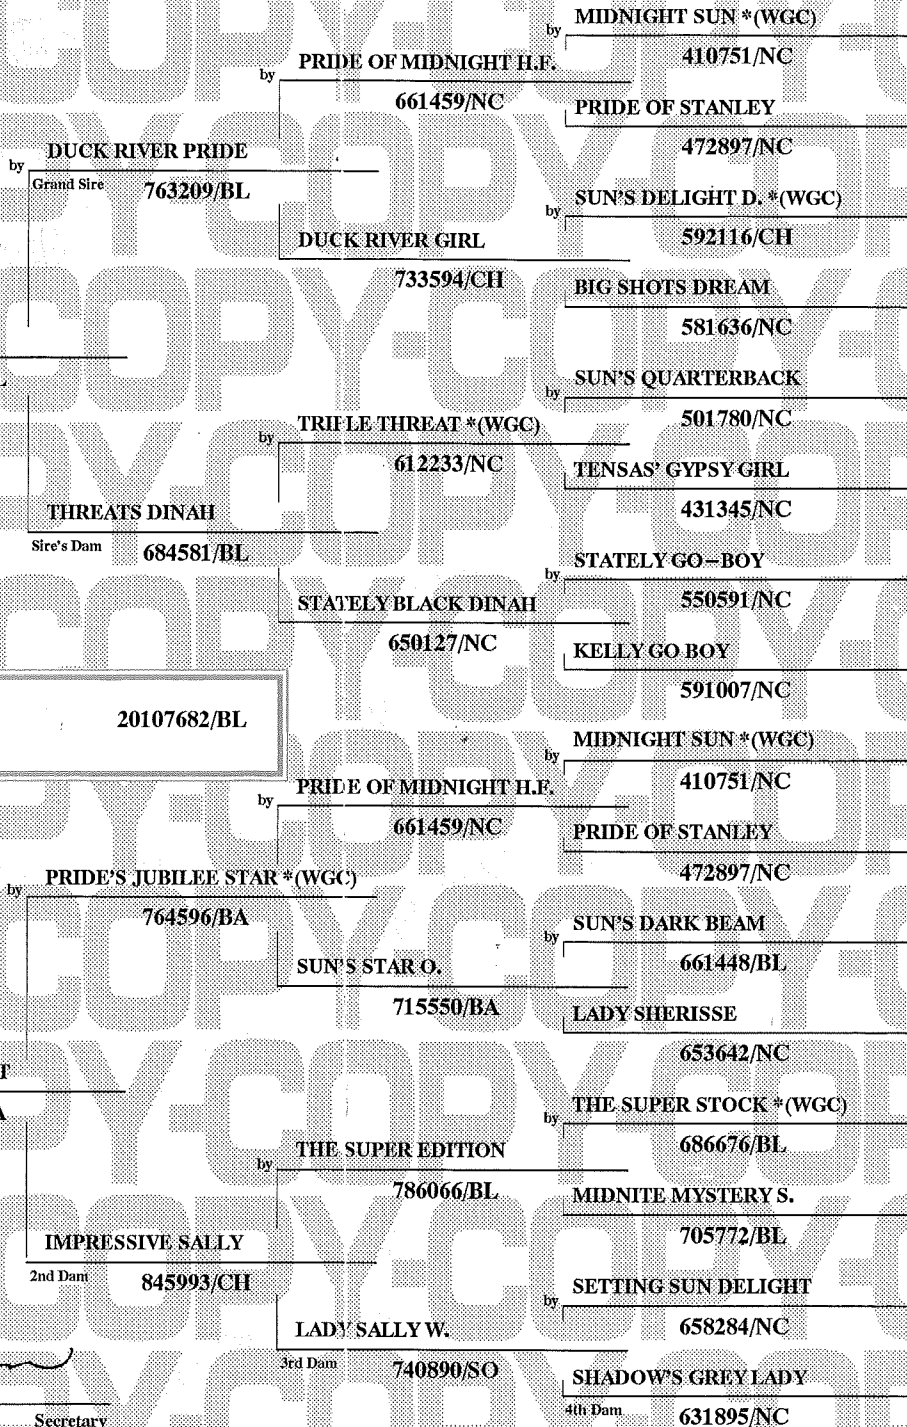 by MIDNIGHT SUN *(WGC)
410751/NC
by PRIDE OF MIDNIGHT H.F.
661459/NC
PRIDE OF STANLEY
472897/NC
by DUCK RIVER PRIDE
Grand Sire 763209/BL
by SUN'S DELIGHT D. *(WGC)
592116/CH
DUCK RIVER GIRL
733594/CH
BIG SHOTS DREAM
581636/NC
by SUN'S QUARTERBACK
501780/NC
by TRIPLE THREAT *(WGC)
612233/NC
TENSAS' GYPSY GIRL
431345/NC
THREATS DINAH
Sire's Dam 684581/BL
by STATELY GO-BOY
550591/NC
STATELY BLACK DINAH
650127/NC
KELLY GO BOY
591007/NC
20107682/BL
by MIDNIGHT SUN *(WGC)
410751/NC
by PRIDE OF MIDNIGHT H.F.
661459/NC
PRIDE OF STANLEY
472897/NC
by PRIDE'S JUBILEE STAR *(WGC)
764596/BA
by SUN'S DARK BEAM
661448/BL
SUN'S STAR O.
715550/BA
LADY SHERISSE
653642/NC
T
A
by THE SUPER STOCK *(WGC)
686676/BL
by THE SUPER EDITION
786066/BL
MIDNITE MYSTERY S.
705772/BL
IMPRESSIVE SALLY
2nd Dam 845993/CH
by SETTING SUN DELIGHT
658284/NC
LADY SALLY W.
3rd Dam 740890/SO
SHADOW'S GREY LADY
4th Dam 631895/NC
Secretary
COPY-COPY